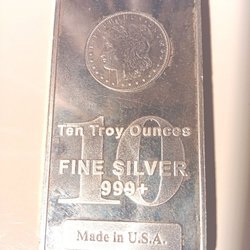 Ten Troy Ounces
10
FINE SILVER
999+
Made in U.S.A.